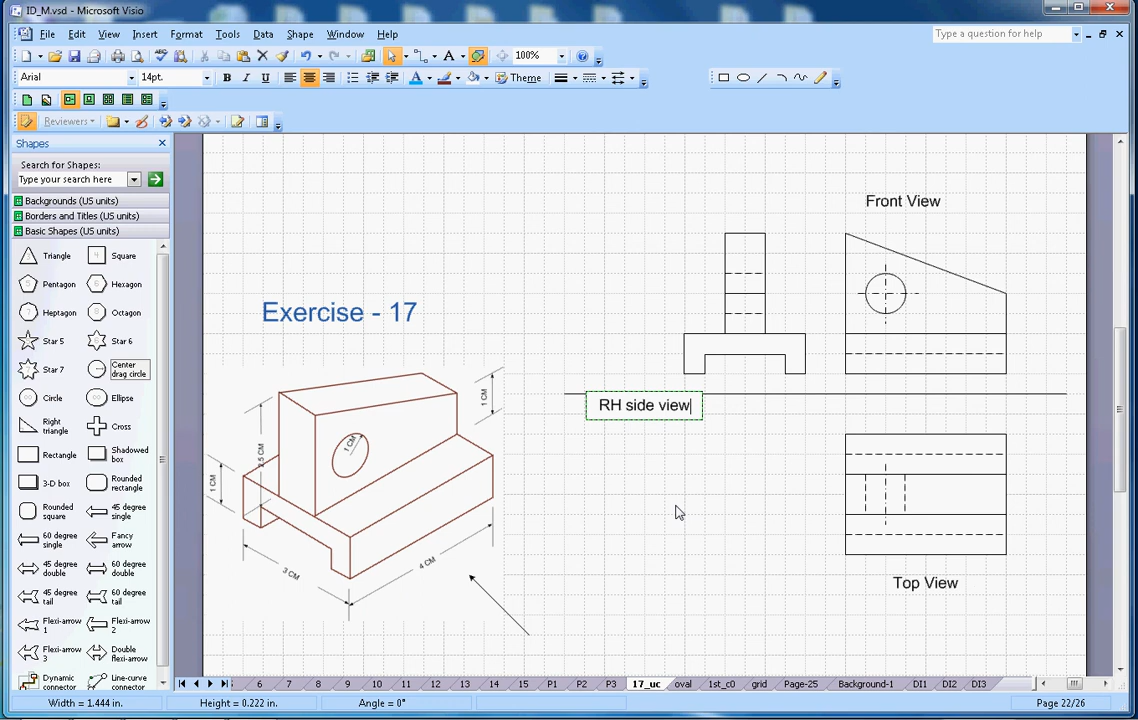 ID_M.vsd - Microsoft Visio
File Edit View Insert Format Tools Data Shape Window Help
Type a question for help
100%
Arial 14pt. B I U Theme
Reviewers
Shapes
Search for Shapes:
Type your search here
Backgrounds (US units)
Borders and Titles (US units)
Basic Shapes (US units)
Triangle Square
Pentagon Hexagon
Heptagon Octagon
Star 5 Star 6
Star 7 Center drag circle
Circle Ellipse
Right triangle Cross
Rectangle Shadowed box
3-D box Rounded rectangle
Rounded square 45 degree single
60 degree single Fancy arrow
45 degree double 60 degree double
45 degree tail 60 degree tail
Flexi-arrow 1 Flexi-arrow 2
Flexi-arrow 3 Double flexi-arrow
Dynamic connector Line-curve connector
Front View
Exercise - 17
1 CM
1 CM
1 CM
3 CM
4 CM
RH side view
Top View
6 7 8 9 10 11 12 13 14 15 P1 P2 P3 17_uc oval 1st_c0 grid Page-25 Background-1 DI1 DI2 DI3
Width = 1.444 in. Height = 0.222 in. Angle = 0° Page 22/26